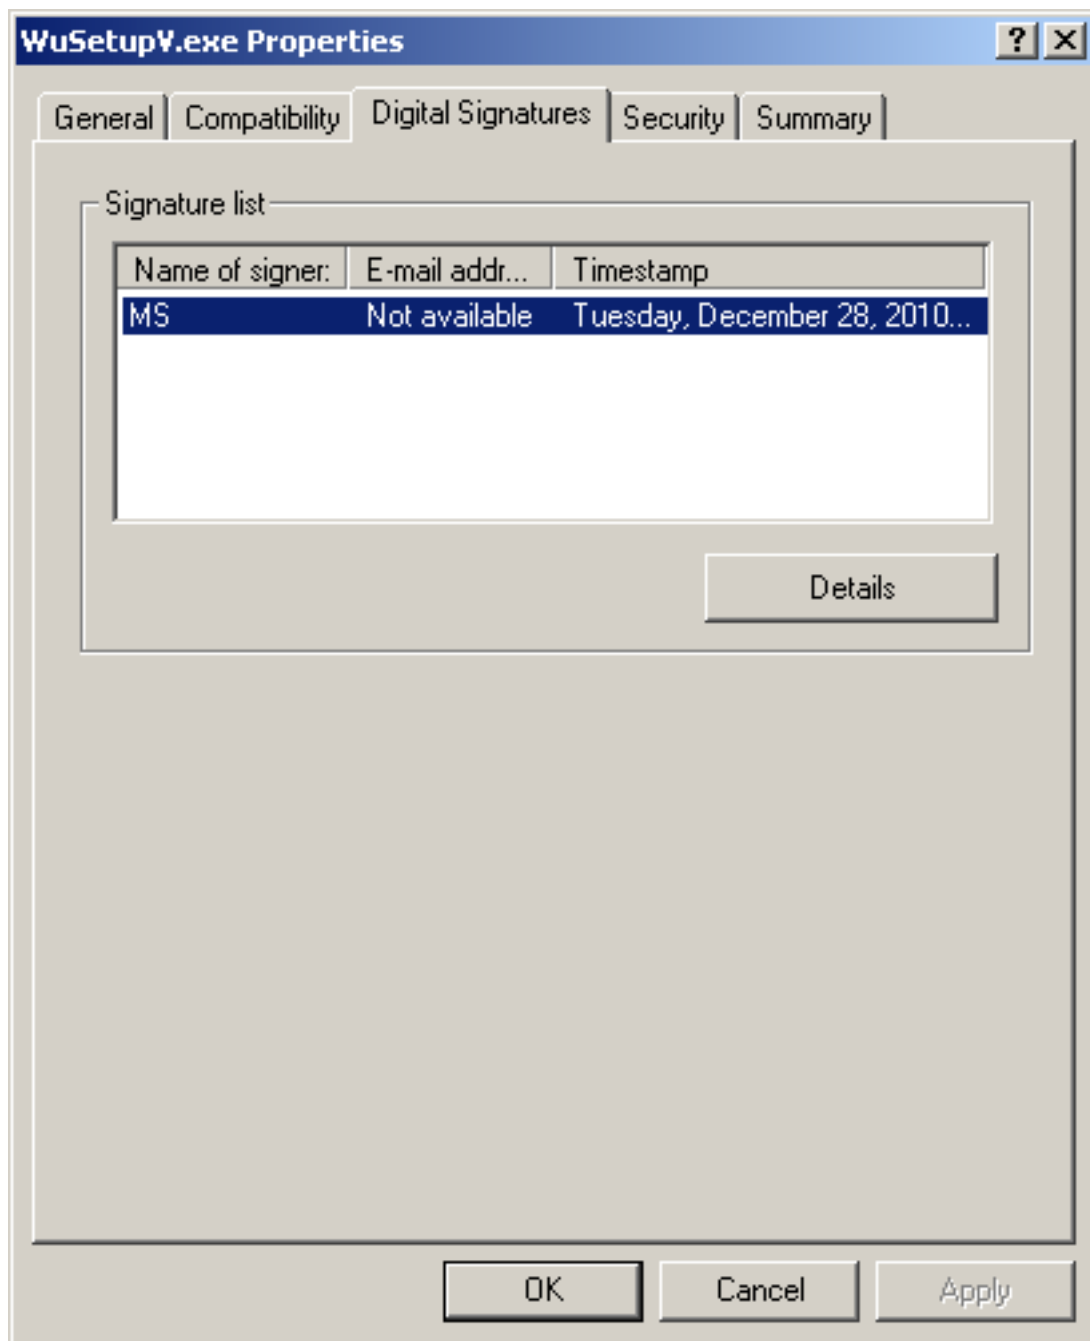 WuSetupV.exe Properties
General Compatibility Digital Signatures Security Summary
Signature list
Name of signer: E-mail addr... Timestamp
MS Not available Tuesday, December 28, 2010...
Details
OK Cancel Apply